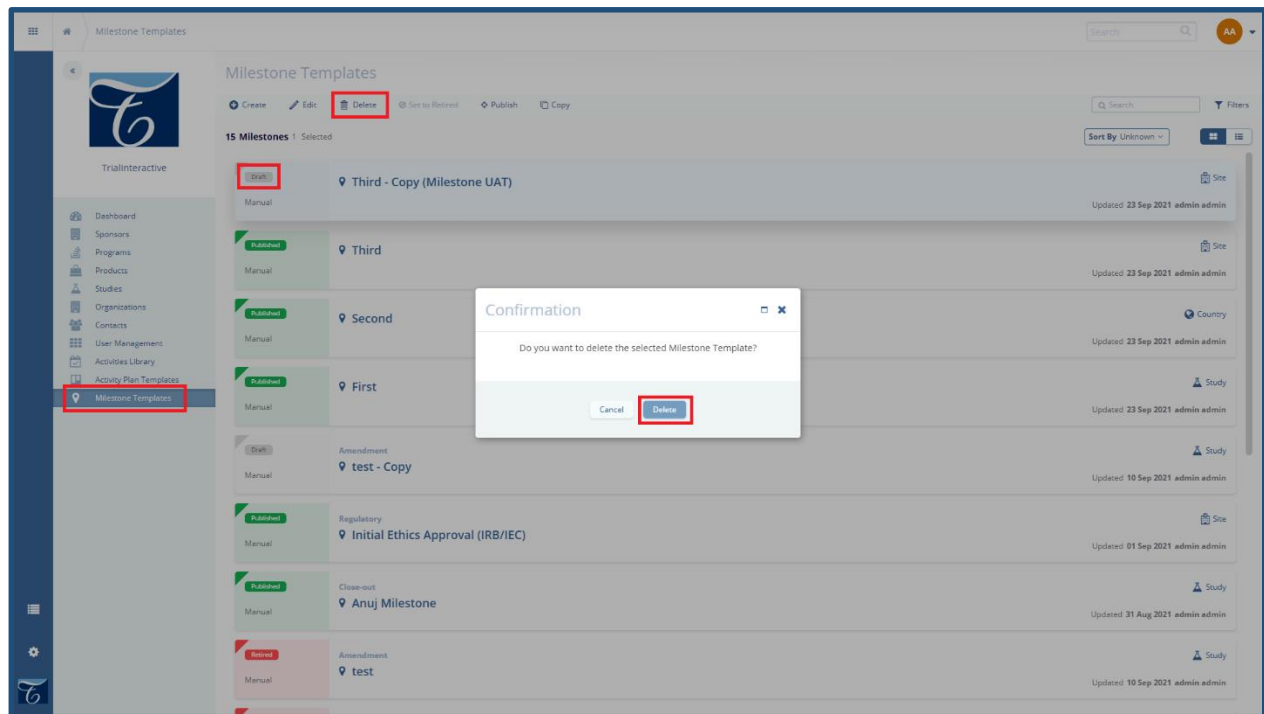 Milestone Templates
Search
AA
TrialInteractive
Dashboard
Sponsors
Programs
Products
Studies
Organizations
Contacts
User Management
Activities Library
Activity Plan Templates
Milestone Templates
Milestone Templates
Create Edit Delete Set to Retired Publish Copy
Search Filters
15 Milestones 1 Selected
Sort By Unknown
Draft
Third - Copy (Milestone UAT)
Site
Manual
Updated 23 Sep 2021 admin admin
Published
Third
Site
Manual
Updated 23 Sep 2021 admin admin
Published
Second
Country
Manual
Updated 23 Sep 2021 admin admin
Published
First
Study
Manual
Updated 23 Sep 2021 admin admin
Confirmation
Do you want to delete the selected Milestone Template?
Cancel Delete
Draft
Amendment
test - Copy
Study
Manual
Updated 10 Sep 2021 admin admin
Published
Regulatory
Initial Ethics Approval (IRB/IEC)
Site
Manual
Updated 01 Sep 2021 admin admin
Published
Close-out
Anuj Milestone
Study
Manual
Updated 31 Aug 2021 admin admin
Retired
Amendment
test
Study
Manual
Updated 10 Sep 2021 admin admin